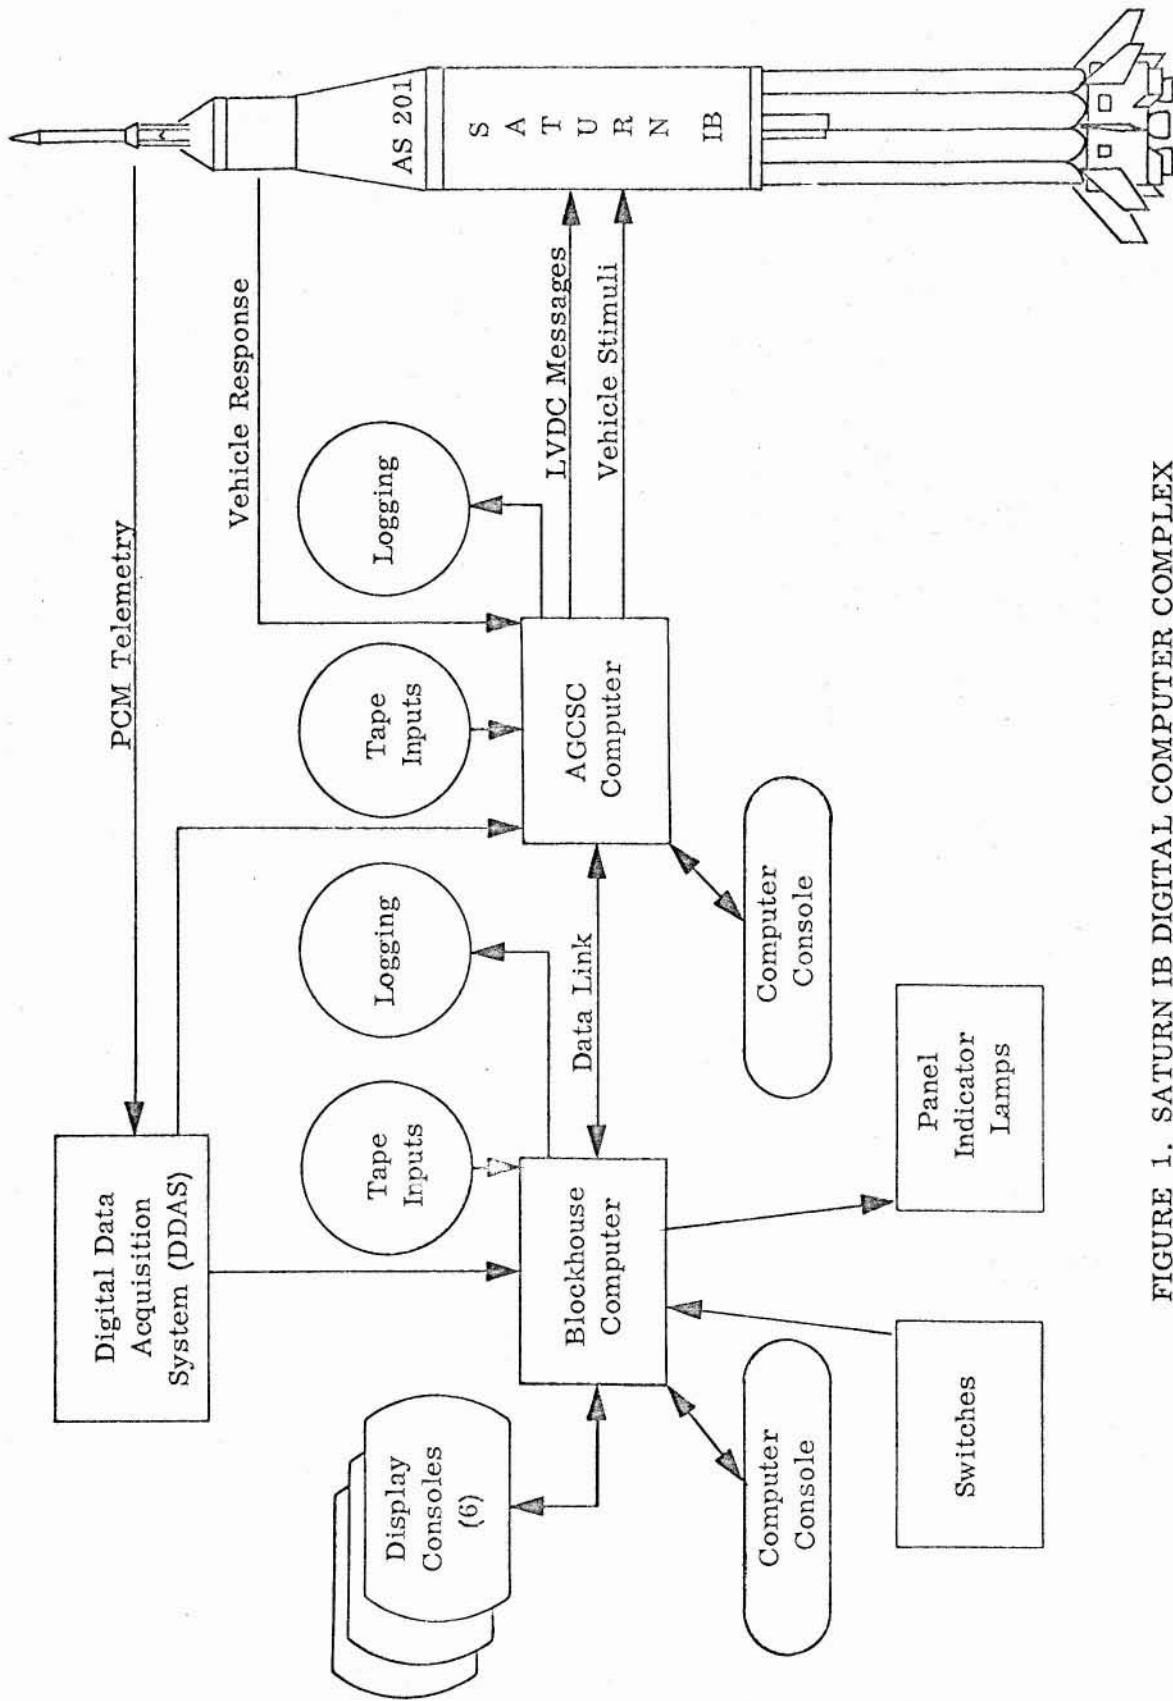 PCM Telemetry
Digital Data
Acquisition
System (DDAS)
Vehicle Response
AS 201
SATURN IB
Display
Consoles
(6)
Tape
Inputs
Logging
Tape
Inputs
Logging
LVDC Messages
Vehicle Stimuli
Blockhouse
Computer
Data Link
AGCSC
Computer
Computer
Console
Computer
Console
Switches
Panel
Indicator
Lamps
FIGURE 1. SATURN IB DIGITAL COMPUTER COMPLEX